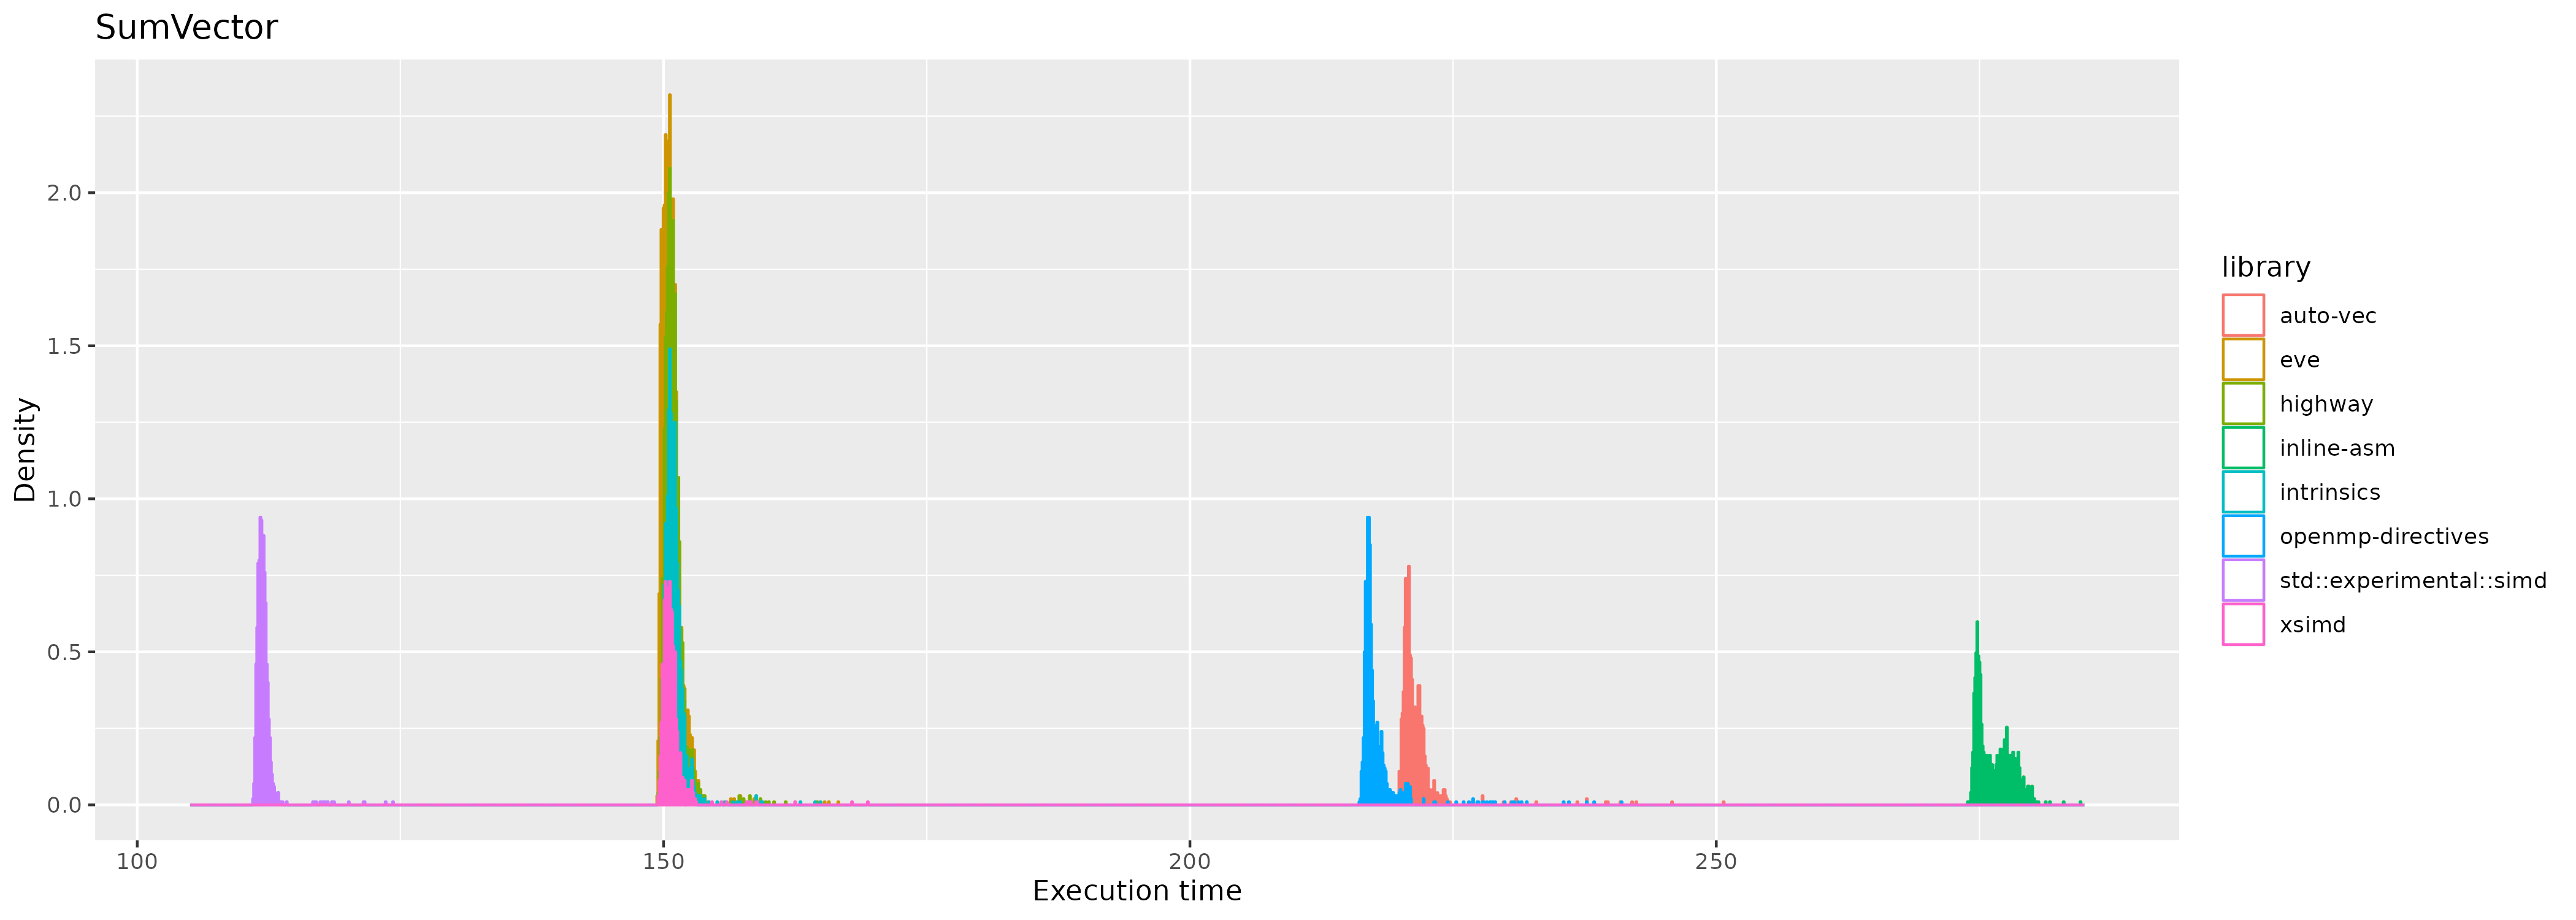 SumVector
Density
2.0
1.5
1.0
0.5
0.0
100 150 200 250
Execution time
library
auto-vec
eve
highway
inline-asm
intrinsics
openmp-directives
std::experimental::simd
xsimd